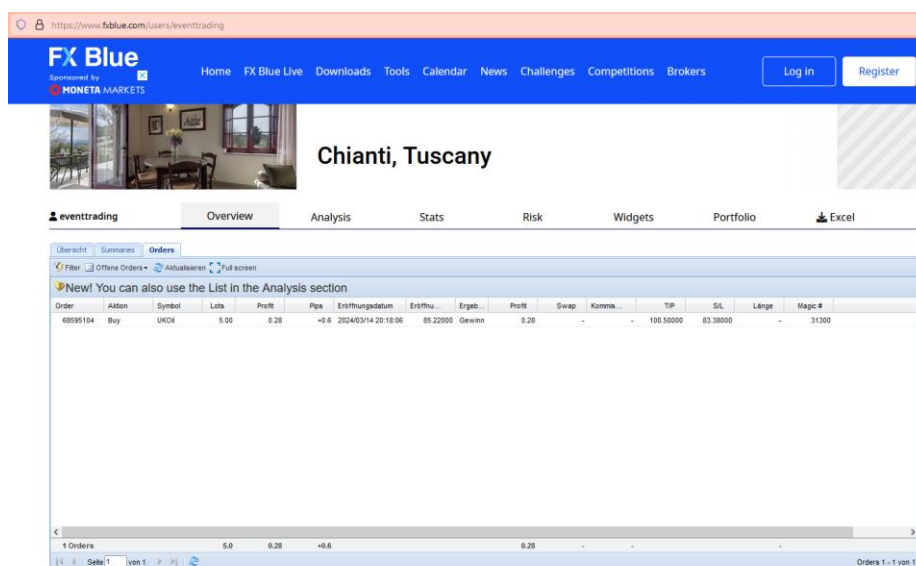 https://www.fxblue.com/users/eventtrading
FX Blue
Sponsored by
MONETA MARKETS
Home FX Blue Live Downloads Tools Calendar News Challenges Competitions Brokers Log in Register
Chianti, Tuscany
eventtrading Overview Analysis Stats Risk Widgets Portfolio Excel
Übersicht Summaries Orders
Filter Offene Orders Aktualisieren Full screen
New! You can also use the List in the Analysis section
Order Aktion Symbol Lots Profit Pips Eröffnungsdatum Eröffnu... Ergeb... Profit Swap Kommis... T/P S/L Länge Magic #
68595104 Buy UKOil 5.00 0.28 +0.6 2024/03/14 20:18:06 85.22000 Gewinn 0.28 - - 100.50000 83.38000 - 31300
1 Orders 5.0 0.28 +0.6 0.28 - - -
Seite 1 von 1 Orders 1 - 1 von 1